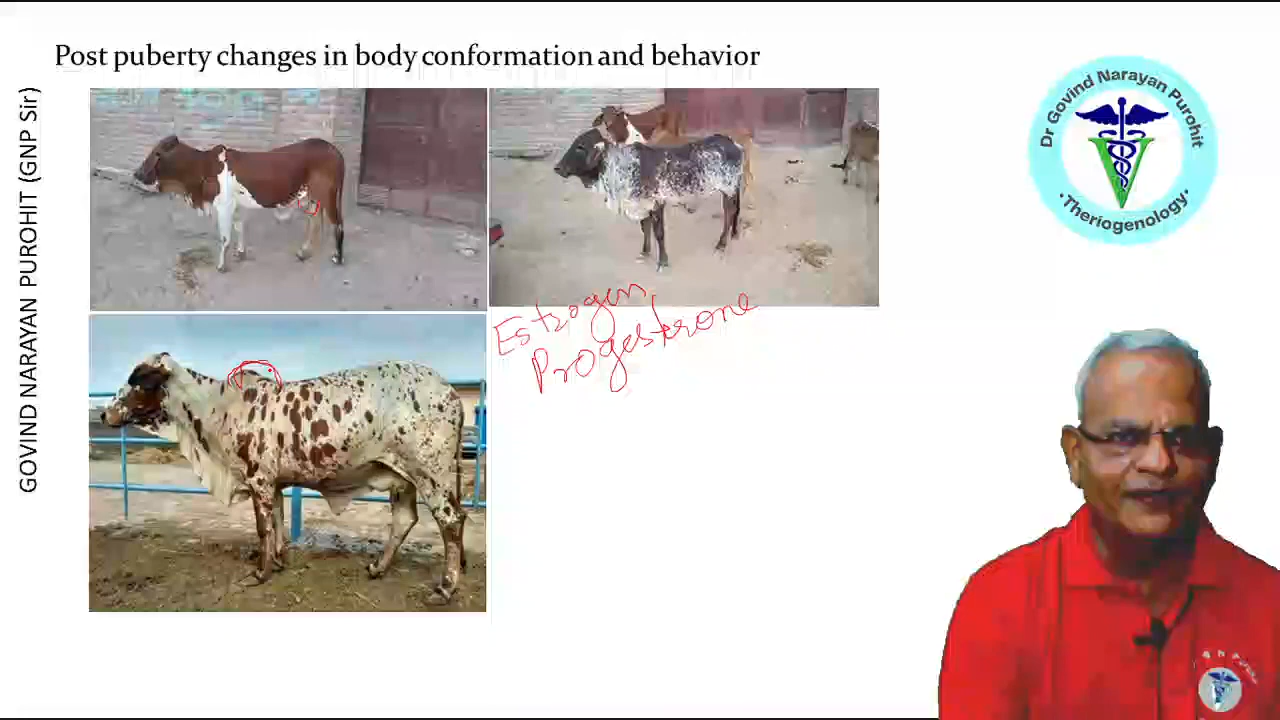 Post puberty changes in body conformation and behavior
GOVIND NARAYAN PUROHIT (GNP Sir)
Dr Govind Narayan Purohit
•Theriogenology•
Estrogen,
Progesterone